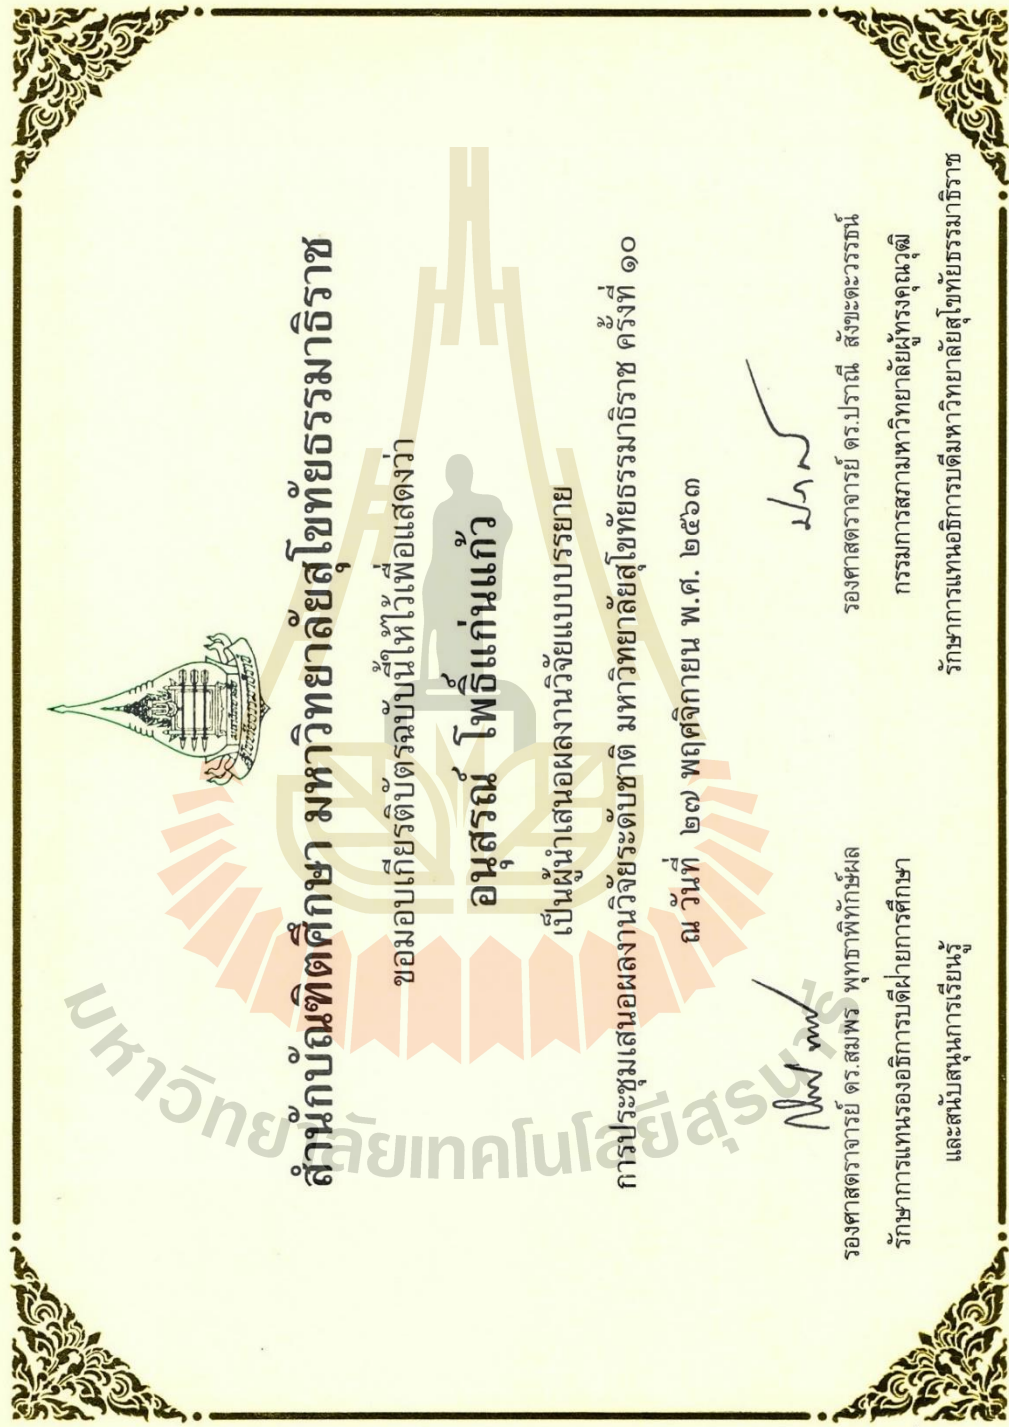 สำนักบัณฑิตศึกษา มหาวิทยาลัยสุโขทัยธรรมาธิราช
ขอมอบเกียรติบัตรฉบับนี้ให้ไว้เพื่อแสดงว่า
อนุสรณ์ โพธิ์แก่นแก้ว
เป็นผู้นำเสนอผลงานวิจัยแบบบรรยาย
การประชุมเสนอผลงานวิจัยระดับชาติ มหาวิทยาลัยสุโขทัยธรรมาธิราช ครั้งที่ ๑๐
ณ วันที่ ๒๗ พฤศจิกายน พ.ศ. ๒๕๖๓
รองศาสตราจารย์ ดร.สมพร พุทธาพิทักษ์ผล
รักษาการแทนรองอธิการบดีฝ่ายการศึกษา
และสนับสนุนการเรียนรู้
รองศาสตราจารย์ ดร.ปราณี สังขะตะวรรธน์
กรรมการสภามหาวิทยาลัยผู้ทรงคุณวุฒิ
รักษาการแทนอธิการบดีมหาวิทยาลัยสุโขทัยธรรมาธิราช
มหาวิทยาลัยเทคโนโลยีสุรนารี